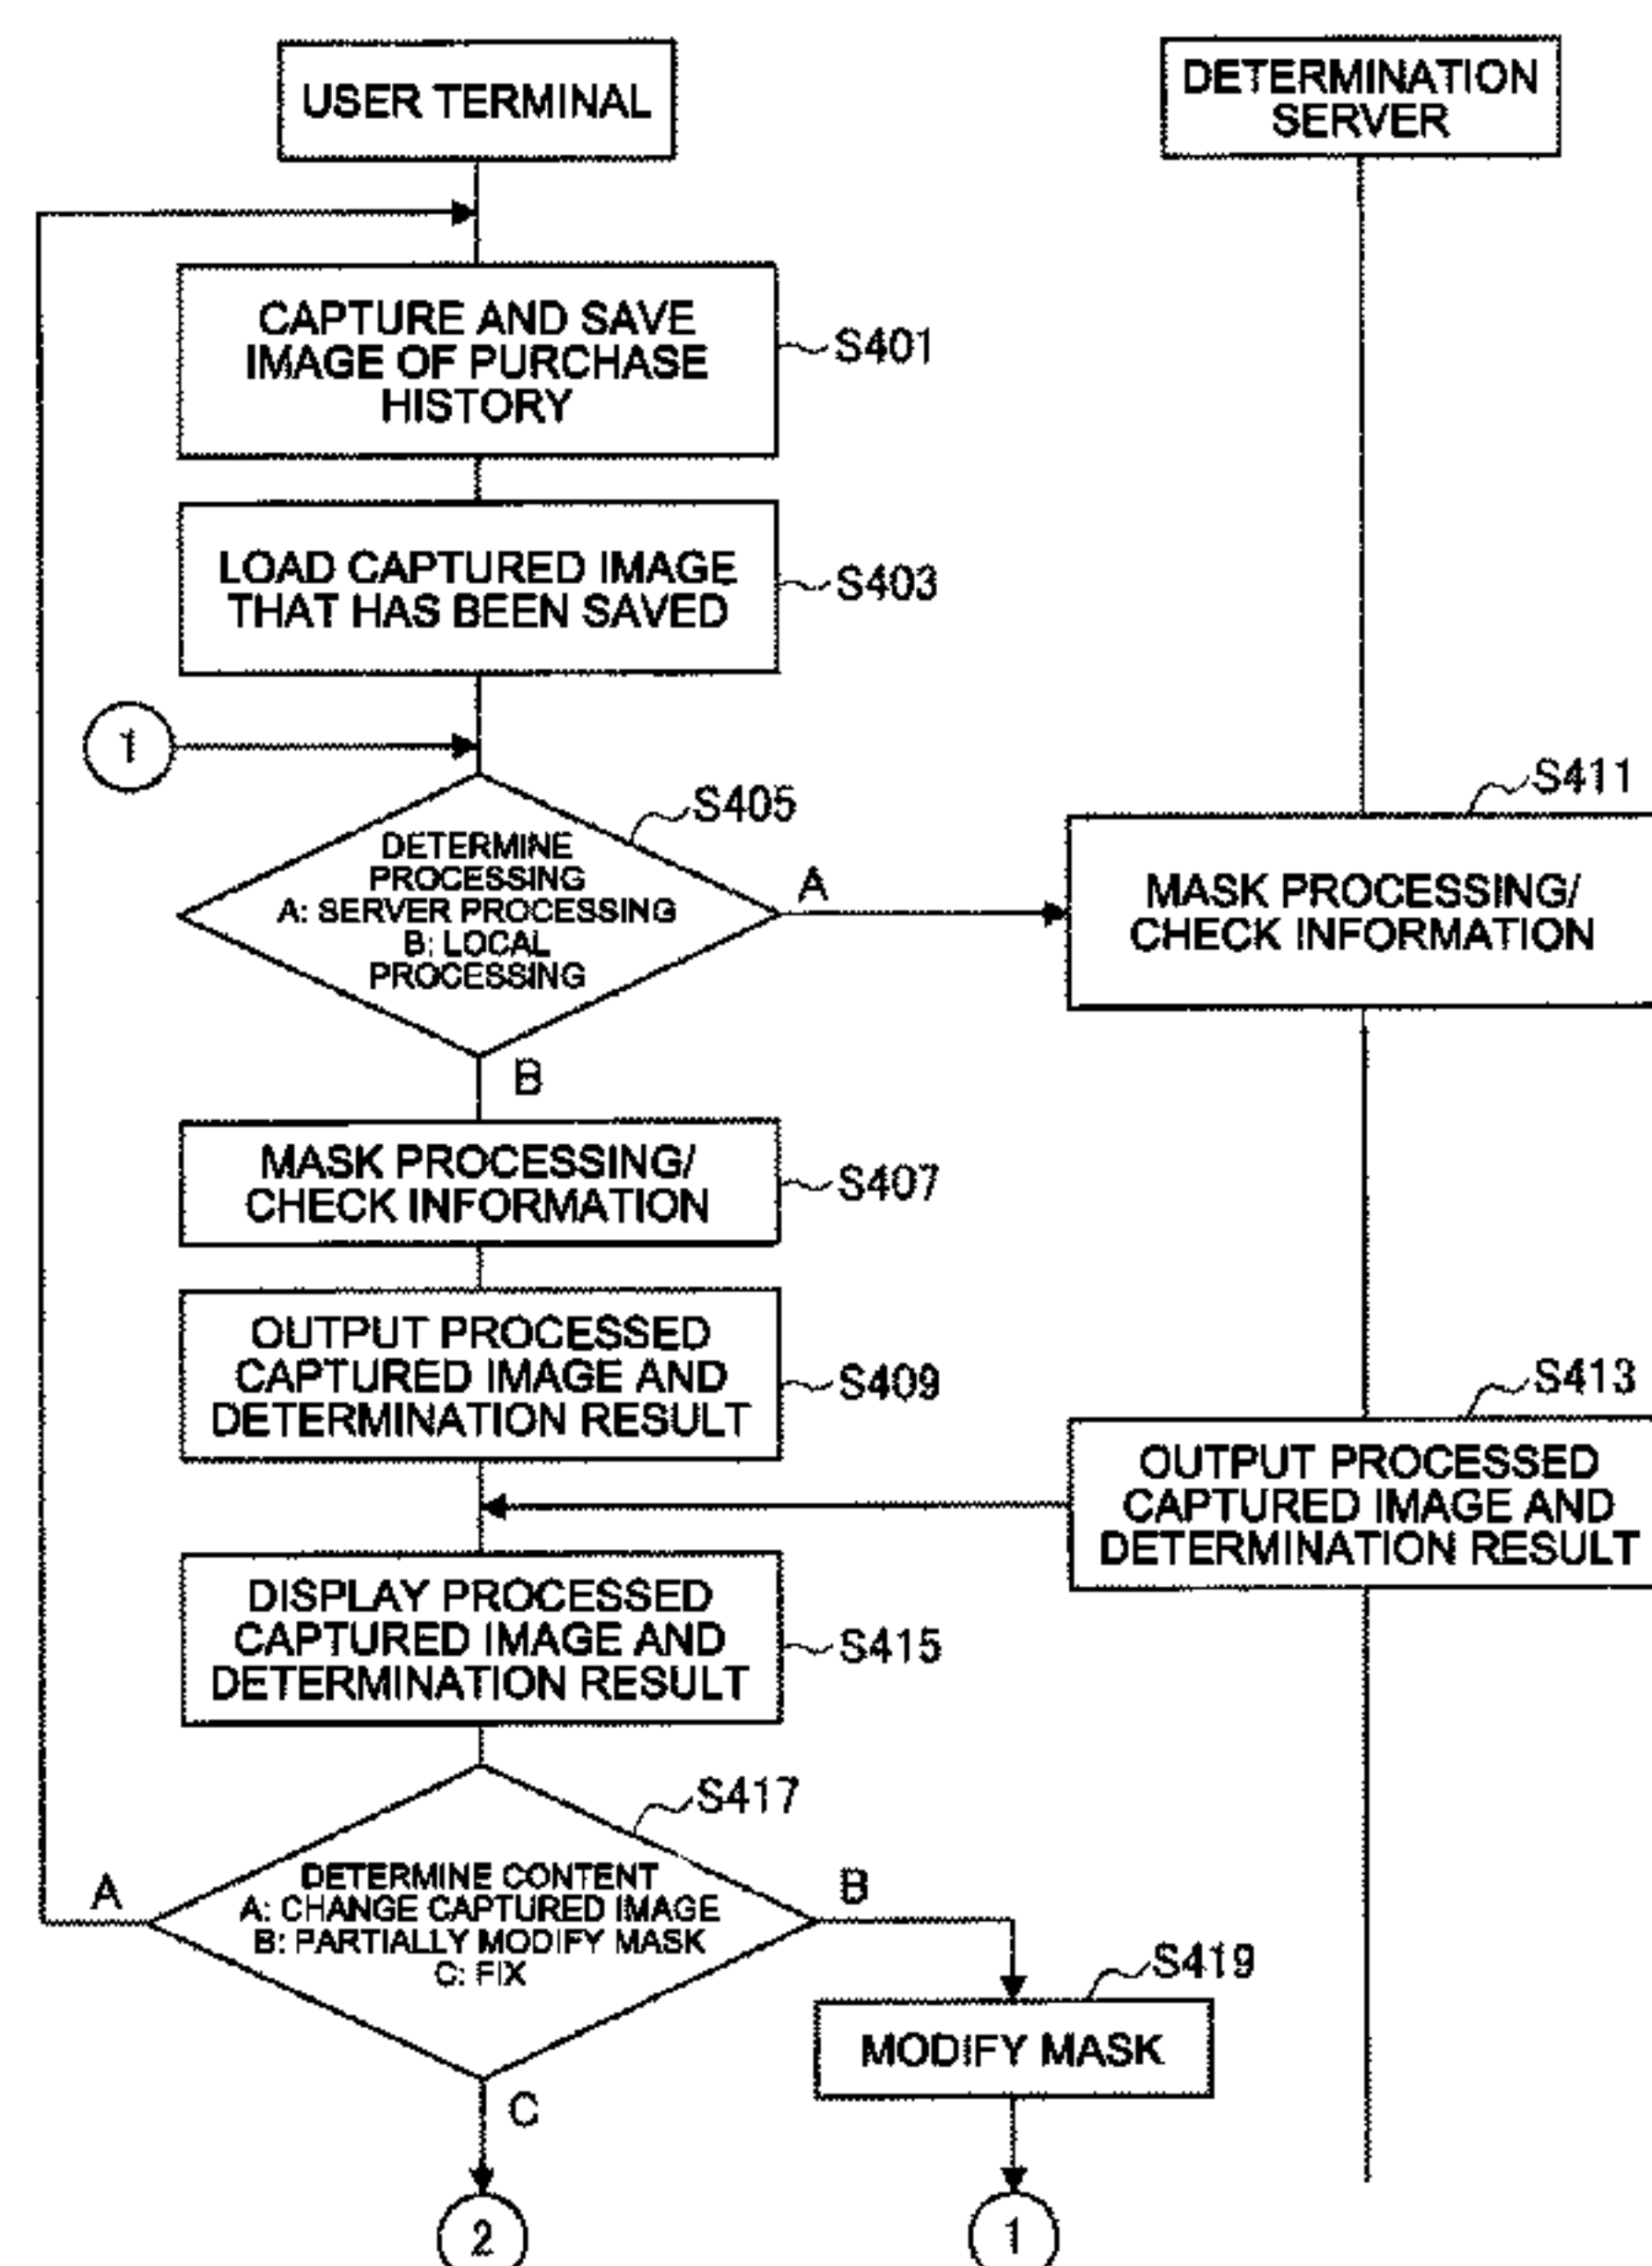 USER TERMINAL
DETERMINATION
SERVER
CAPTURE AND SAVE
IMAGE OF PURCHASE
HISTORY
S401
LOAD CAPTURED IMAGE
THAT HAS BEEN SAVED
S403
1
S405
DETERMINE
PROCESSING
A: SERVER PROCESSING
B: LOCAL
PROCESSING
A
B
S411
MASK PROCESSING/
CHECK INFORMATION
MASK PROCESSING/
CHECK INFORMATION
S407
OUTPUT PROCESSED
CAPTURED IMAGE AND
DETERMINATION RESULT
S409
S413
OUTPUT PROCESSED
CAPTURED IMAGE AND
DETERMINATION RESULT
DISPLAY PROCESSED
CAPTURED IMAGE AND
DETERMINATION RESULT
S415
S417
DETERMINE CONTENT
A: CHANGE CAPTURED IMAGE
B: PARTIALLY MODIFY MASK
C: FIX
A
B
S419
MODIFY MASK
C
2
1